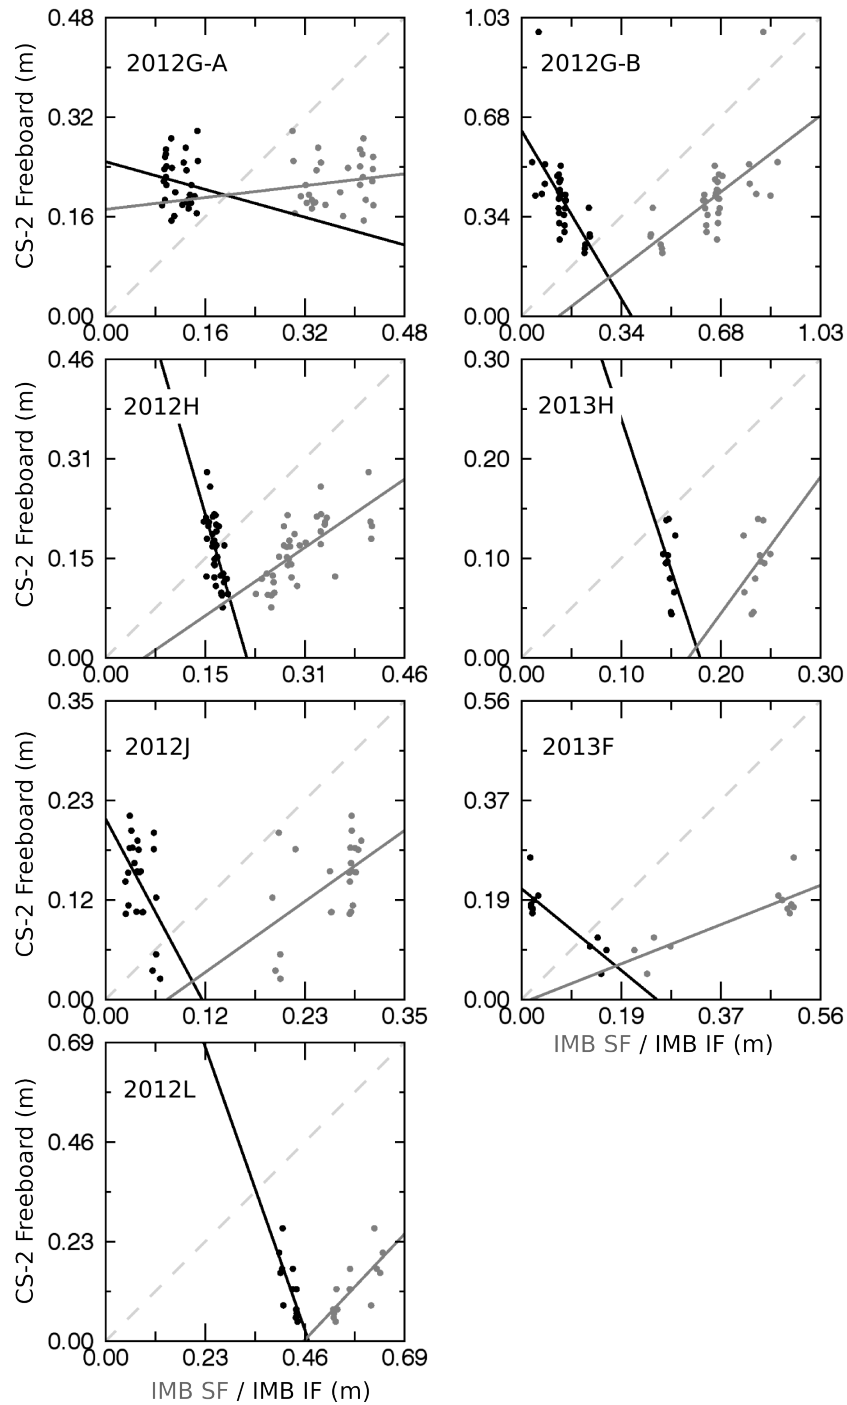 0.48
0.32
0.16
0.00
CS-2 Freeboard (m)
2012G-A
0.00 0.16 0.32 0.48
1.03
0.68
0.34
0.00
2012G-B
0.00 0.34 0.68 1.03
0.46
0.31
0.15
0.00
CS-2 Freeboard (m)
2012H
0.00 0.15 0.31 0.46
0.30
0.20
0.10
0.00
2013H
0.00 0.10 0.20 0.30
0.35
0.23
0.12
0.00
CS-2 Freeboard (m)
2012J
0.00 0.12 0.23 0.35
0.56
0.37
0.19
0.00
2013F
0.00 0.19 0.37 0.56
IMB SF / IMB IF (m)
0.69
0.46
0.23
0.00
CS-2 Freeboard (m)
2012L
0.00 0.23 0.46 0.69
IMB SF / IMB IF (m)